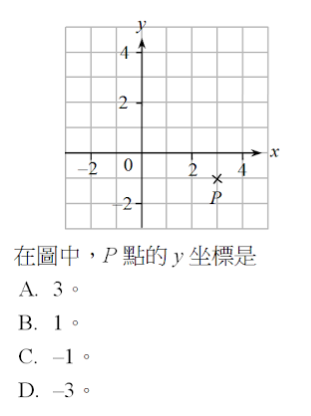 y
4
2
x
–2 0 2 4
P
–2
在圖中，P 點的 y 坐標是
A. 3。
B. 1。
C. –1。
D. –3。